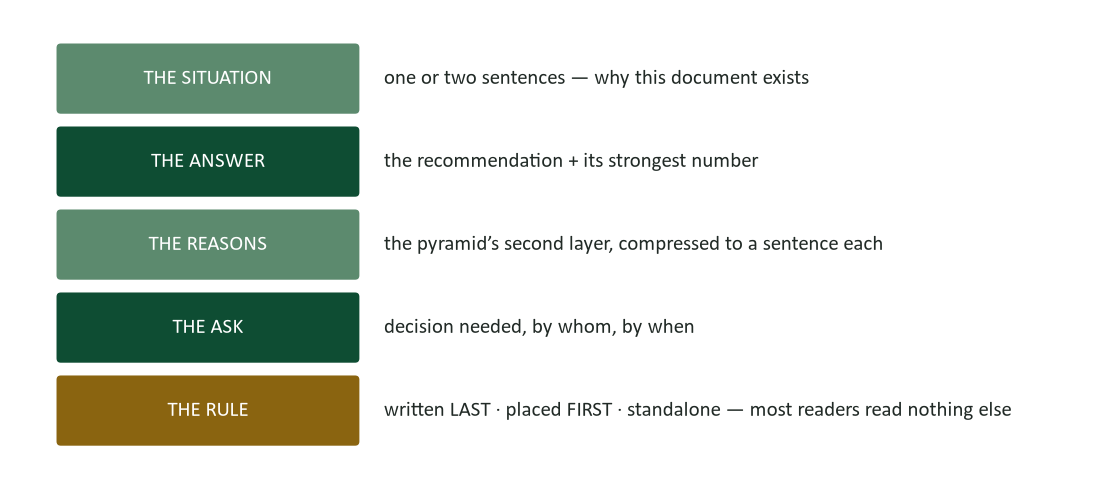 THE SITUATION one or two sentences — why this document exists
THE ANSWER the recommendation + its strongest number
THE REASONS the pyramid’s second layer, compressed to a sentence each
THE ASK decision needed, by whom, by when
THE RULE written LAST · placed FIRST · standalone — most readers read nothing else